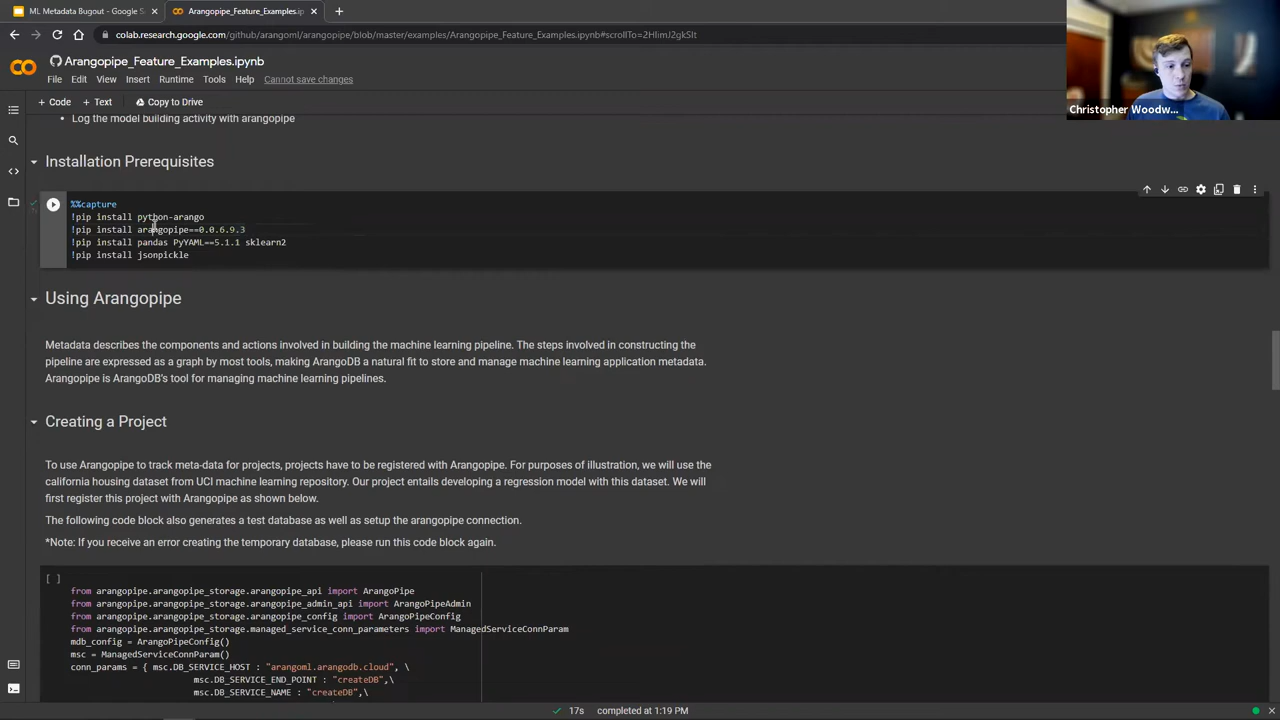 ML Metadata Bugout - Google S
Arangopipe_Feature_Examples.ip
colab.research.google.com/github/arangoml/arangopipe/blob/master/examples/Arangopipe_Feature_Examples.ipynb#scrollTo=2HlimJ2gkSlt
Arangopipe_Feature_Examples.ipynb
File Edit View Insert Runtime Tools Help Cannot save changes
+ Code + Text Copy to Drive
Christopher Woodw...
• Log the model building activity with arangopipe
Installation Prerequisites
%%capture
!pip install python-arango
!pip install arangopipe==0.0.6.9.3
!pip install pandas PyYAML==5.1.1 sklearn2
!pip install jsonpickle
Using Arangopipe
Metadata describes the components and actions involved in building the machine learning pipeline. The steps involved in constructing the
pipeline are expressed as a graph by most tools, making ArangoDB a natural fit to store and manage machine learning application metadata.
Arangopipe is ArangoDB's tool for managing machine learning pipelines.
Creating a Project
To use Arangopipe to track meta-data for projects, projects have to be registered with Arangopipe. For purposes of illustration, we will use the
california housing dataset from UCI machine learning repository. Our project entails developing a regression model with this dataset. We will
first register this project with Arangopipe as shown below.
The following code block also generates a test database as well as setup the arangopipe connection.
*Note: If you receive an error creating the temporary database, please run this code block again.
[ ]
from arangopipe.arangopipe_storage.arangopipe_api import ArangoPipe
from arangopipe.arangopipe_storage.arangopipe_admin_api import ArangoPipeAdmin
from arangopipe.arangopipe_storage.arangopipe_config import ArangoPipeConfig
from arangopipe.arangopipe_storage.managed_service_conn_parameters import ManagedServiceConnParam
mdb_config = ArangoPipeConfig()
msc = ManagedServiceConnParam()
conn_params = { msc.DB_SERVICE_HOST : "arangoml.arangodb.cloud", \
msc.DB_SERVICE_END_POINT : "createDB",\
msc.DB_SERVICE_NAME : "createDB",\
17s completed at 1:19 PM